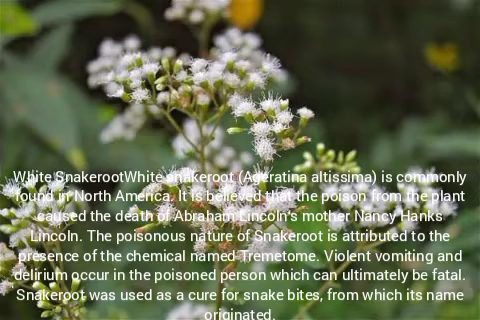 White SnakerootWhite snakeroot (Ageratina altissima) is commonly
found in North America. It is believed that the poison from the plant
caused the death of Abraham Lincoln's mother Nancy Hanks
Lincoln. The poisonous nature of Snakeroot is attributed to the
presence of the chemical named Tremetome. Violent vomiting and
delirium occur in the poisoned person which can ultimately be fatal.
Snakeroot was used as a cure for snake bites, from which its name
originated.